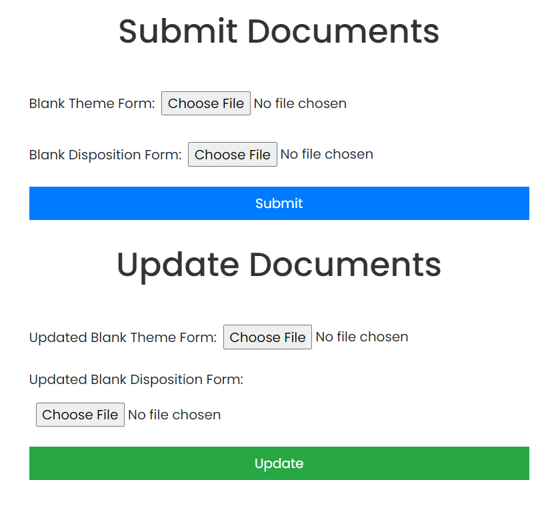 Submit Documents
Blank Theme Form: Choose File No file chosen
Blank Disposition Form: Choose File No file chosen
Submit
Update Documents
Updated Blank Theme Form: Choose File No file chosen
Updated Blank Disposition Form:
Choose File No file chosen
Update